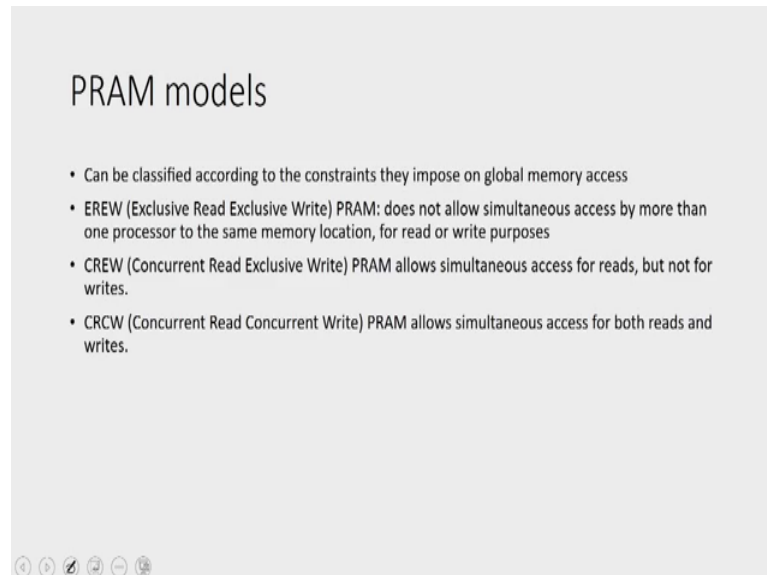 PRAM models
• Can be classified according to the constraints they impose on global memory access
• EREW (Exclusive Read Exclusive Write) PRAM: does not allow simultaneous access by more than
one processor to the same memory location, for read or write purposes
• CREW (Concurrent Read Exclusive Write) PRAM allows simultaneous access for reads, but not for
writes.
• CRCW (Concurrent Read Concurrent Write) PRAM allows simultaneous access for both reads and
writes.